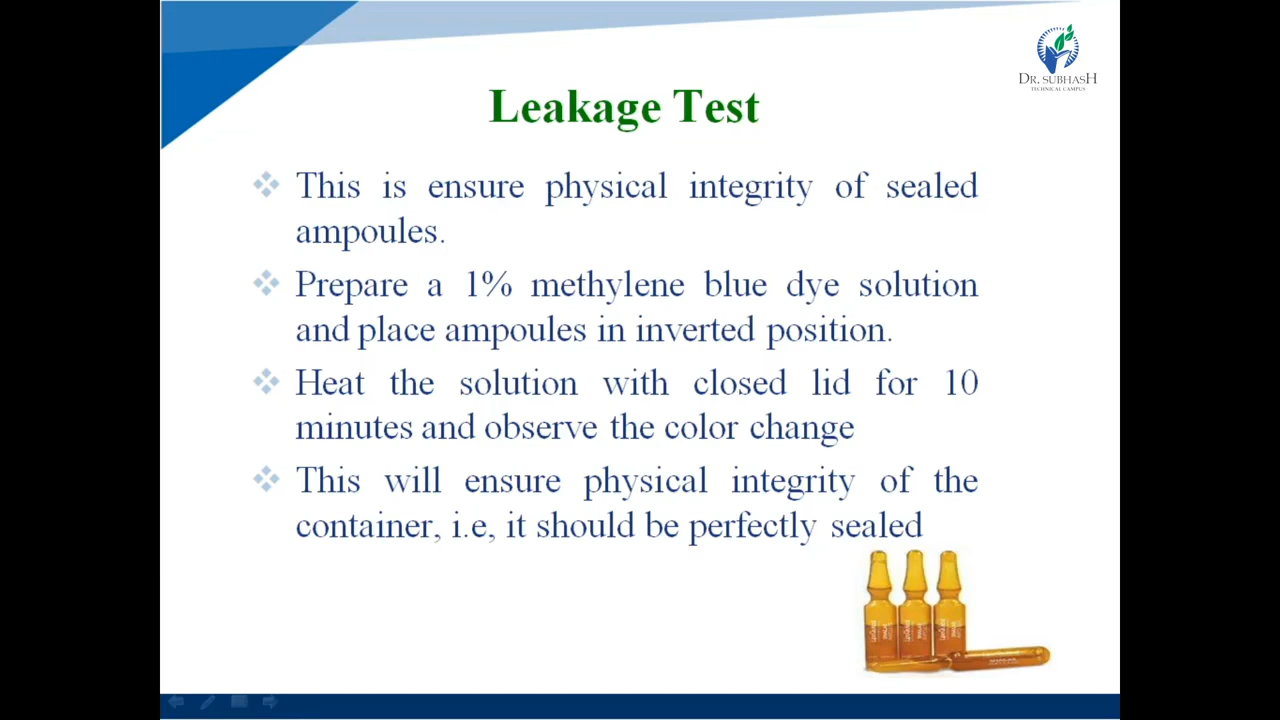 DR. SUBHASH
TECHNICAL CAMPUS
Leakage Test
This is ensure physical integrity of sealed
ampoules.
Prepare a 1% methylene blue dye solution
and place ampoules in inverted position.
Heat the solution with closed lid for 10
minutes and observe the color change
This will ensure physical integrity of the
container, i.e, it should be perfectly sealed